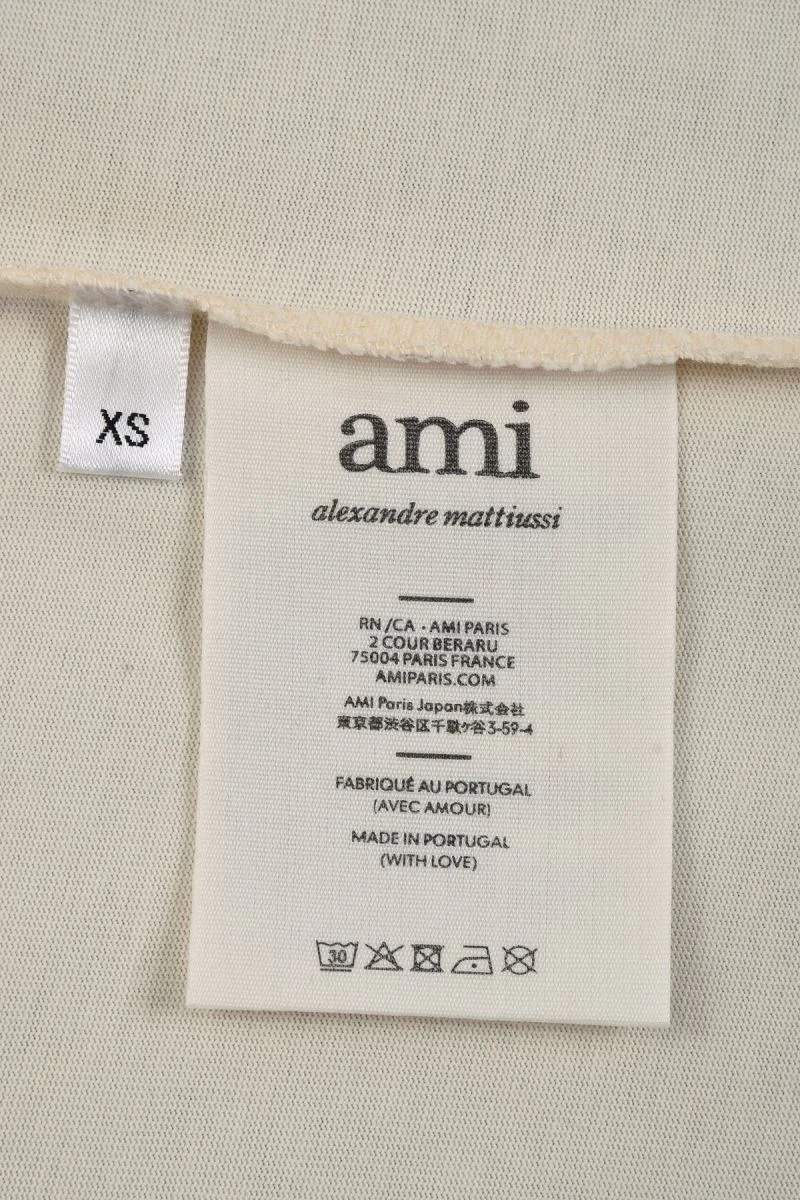 XS
ami
alexandre mattiussi
RN /CA - AMI PARIS
2 COUR BERARU
75004 PARIS FRANCE
AMIPARIS.COM
AMI Paris Japan株式会社
東京都渋谷区千駄ヶ谷3-59-4
FABRIQUÉ AU PORTUGAL
(AVEC AMOUR)
MADE IN PORTUGAL
(WITH LOVE)
30